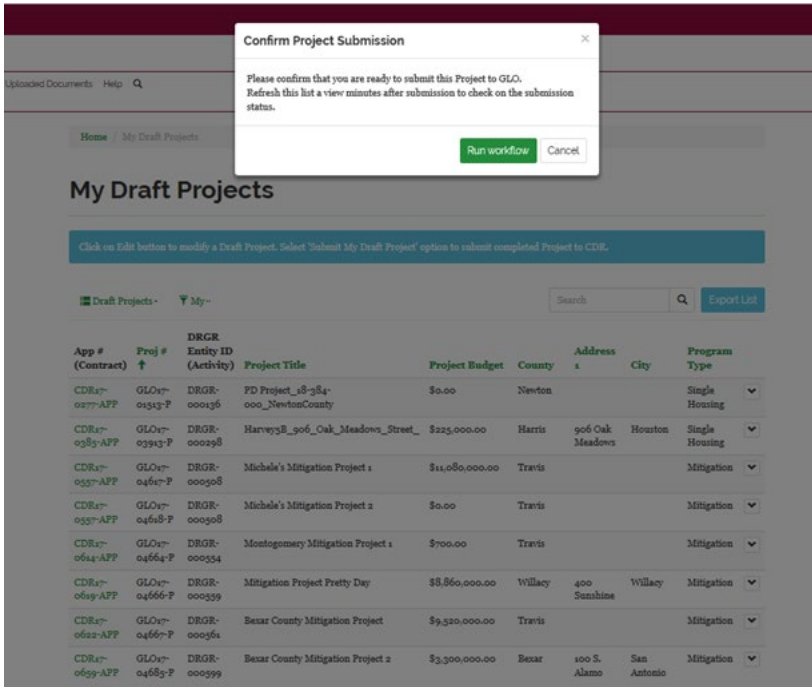 Confirm Project Submission ×
Please confirm that you are ready to submit this Project to GLO.
Refresh this list a view minutes after submission to check on the submission
status.
Run workflow Cancel
Uploaded Documents Help
Home / My Draft Projects
My Draft Projects
Click on Edit button to modify a Draft Project. Select 'Submit My Draft Project' option to submit completed Project to CDR.
Draft Projects My Search Export List
App # (Contract) Proj # DRGR Entity ID (Activity) Project Title Project Budget County Address 1 City Program Type
CDR17-0277-APP GLO17-01513-P DRGR-000136 PD Project_18-384-000_NewtonCounty $0.00 Newton Single Housing
CDR17-0385-APP GLO17-03913-P DRGR-000298 Harvey5B_906_Oak_Meadows_Street_ $225,000.00 Harris 906 Oak Meadows Houston Single Housing
CDR17-0557-APP GLO17-04617-P DRGR-000508 Michele's Mitigation Project 1 $11,080,000.00 Travis Mitigation
CDR17-0557-APP GLO17-04618-P DRGR-000508 Michele's Mitigation Project 2 $0.00 Travis Mitigation
CDR17-0614-APP GLO17-04664-P DRGR-000554 Montogomery Mitigation Project 1 $700.00 Travis Mitigation
CDR17-0619-APP GLO17-04666-P DRGR-000559 Mitigation Project Pretty Day $8,860,000.00 Willacy 400 Sunshine Willacy Mitigation
CDR17-0622-APP GLO17-04667-P DRGR-000561 Bexar County Mitigation Project $9,520,000.00 Travis Mitigation
CDR17-0659-APP GLO17-04685-P DRGR-000599 Bexar County Mitigation Project 2 $3,300,000.00 Bexar 100 S. Alamo San Antonio Mitigation